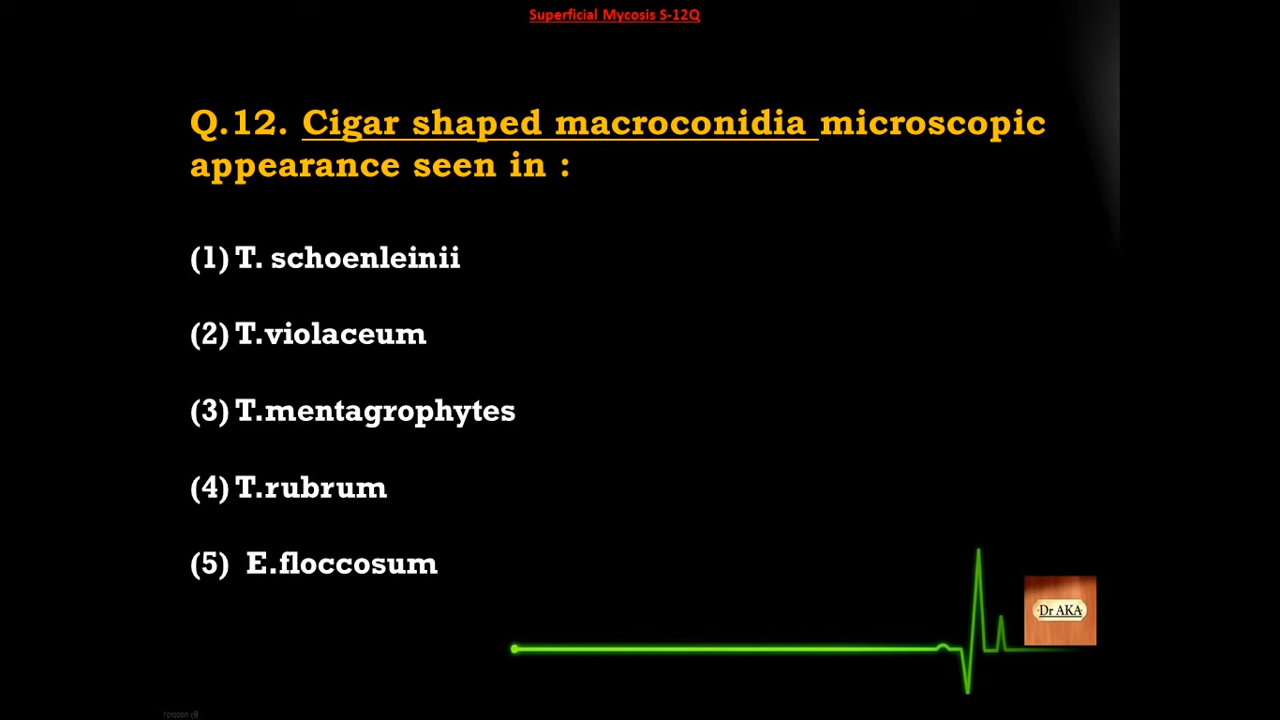 Superficial Mycosis S-12Q
Q.12. Cigar shaped macroconidia microscopic
appearance seen in :
(1) T. schoenleinii
(2) T.violaceum
(3) T.mentagrophytes
(4) T.rubrum
(5) E.floccosum
Dr AKA